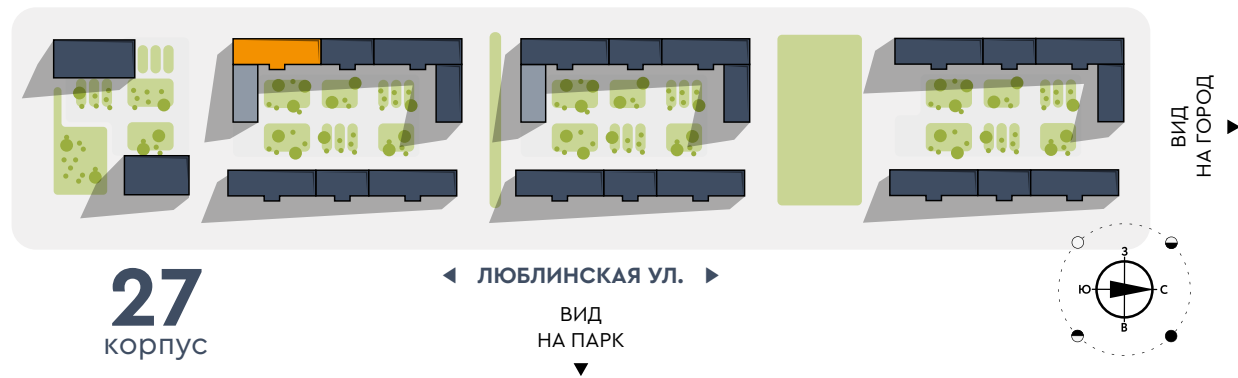 ВИД
НА ГОРОД
27
корпус
ЛЮБЛИНСКАЯ УЛ.
ВИД
НА ПАРК
З
Ю
С
В